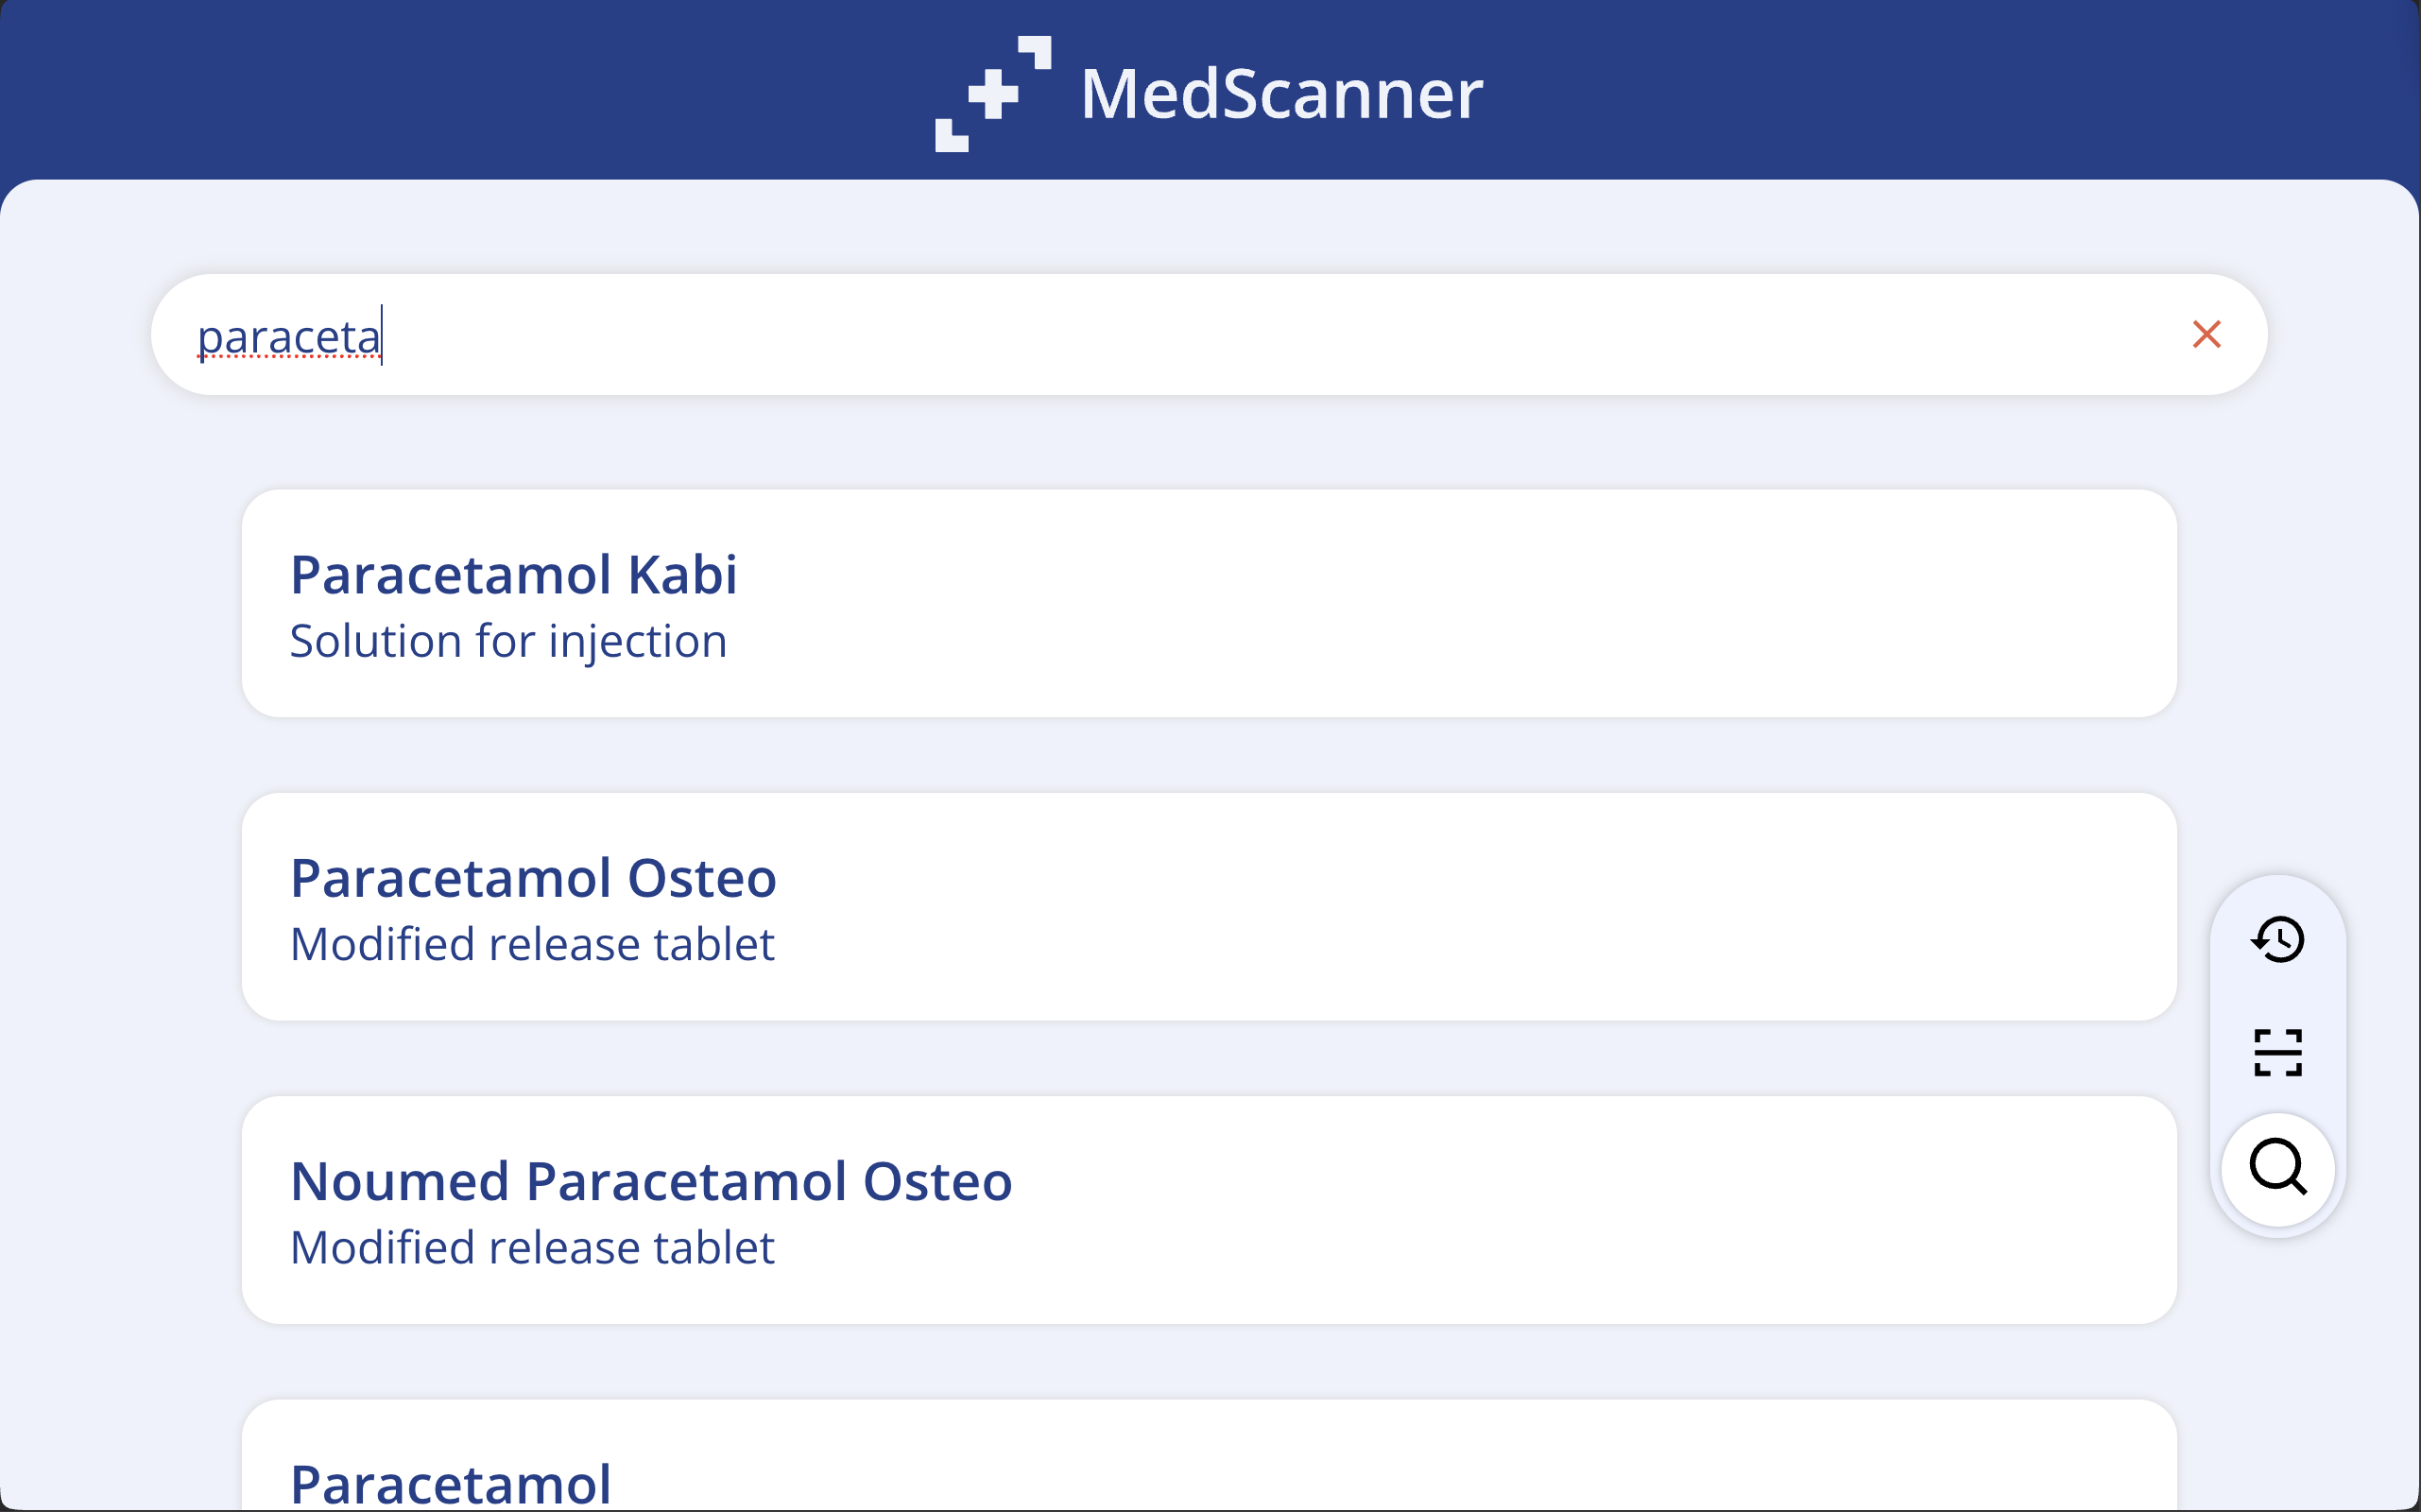 MedScanner
paraceta
Paracetamol Kabi
Solution for injection
Paracetamol Osteo
Modified release tablet
Noumed Paracetamol Osteo
Modified release tablet
Paracetamol